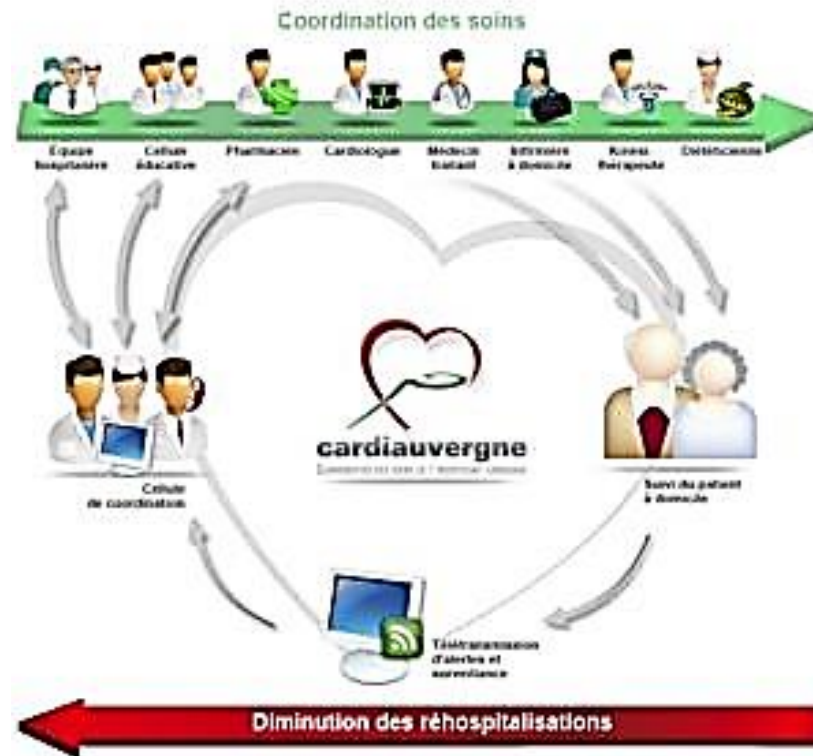 Coordination des soins
Equipe
hospitalière
Cellule
éducative
Pharmacien
Cardiologue
Médecin
traitant
Infirmière
à domicile
Kinési
thérapeute
Diététicienne
cardiauvergne
Cellule
de coordination
Suivi du patient
à domicile
Télétransmission
d'alertes et
surveillance
Diminution des réhospitalisations